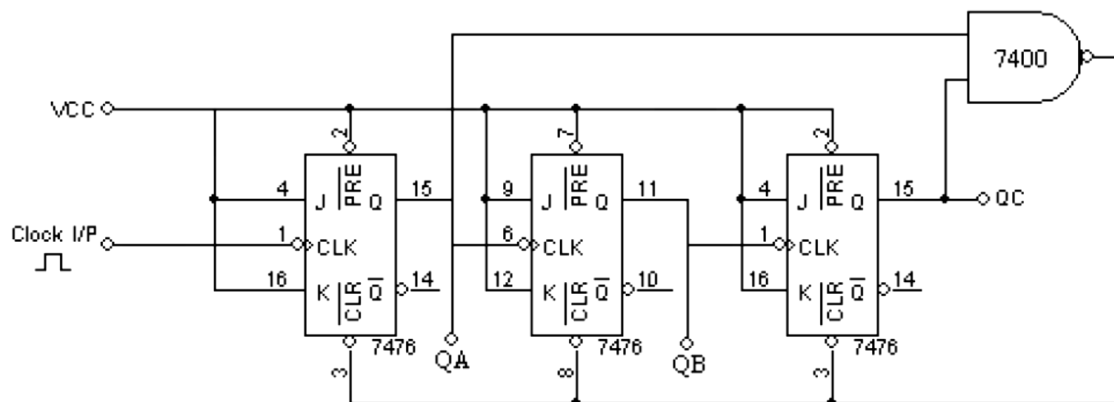 7400
VCC
2 7 2
4 J PRE Q 15 9 J PRE Q 11 4 J PRE Q 15 QC
Clock I/P 1 CLK 6 CLK 1 CLK
16 K CLR Q 14 12 K CLR Q 10 16 K CLR Q 14
3 7476 QA 8 7476 QB 3 7476